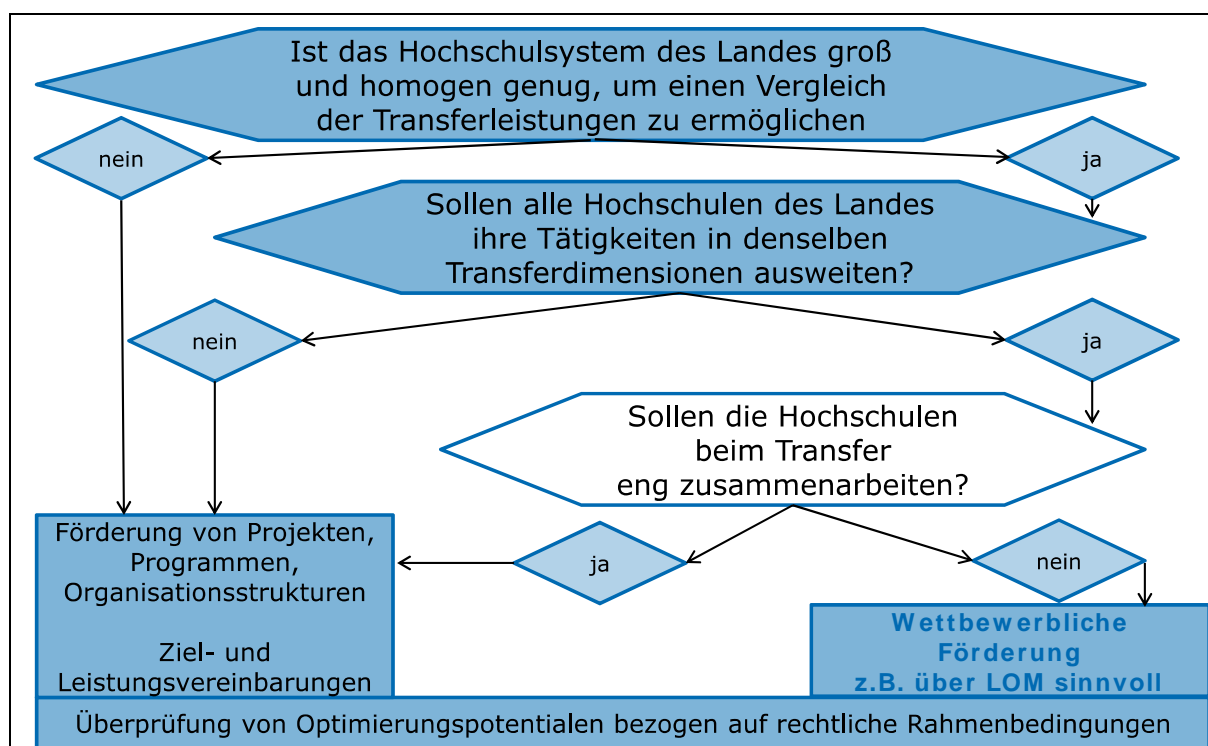 Ist das Hochschulsystem des Landes groß
und homogen genug, um einen Vergleich
der Transferleistungen zu ermöglichen
nein
ja
Sollen alle Hochschulen des Landes
ihre Tätigkeiten in denselben
Transferdimensionen ausweiten?
nein
ja
Sollen die Hochschulen
beim Transfer
eng zusammenarbeiten?
ja
nein
Förderung von Projekten,
Programmen,
Organisationsstrukturen
Ziel- und
Leistungsvereinbarungen
Wettbewerbliche
Förderung
z.B. über LOM sinnvoll
Überprüfung von Optimierungspotentialen bezogen auf rechtliche Rahmenbedingungen